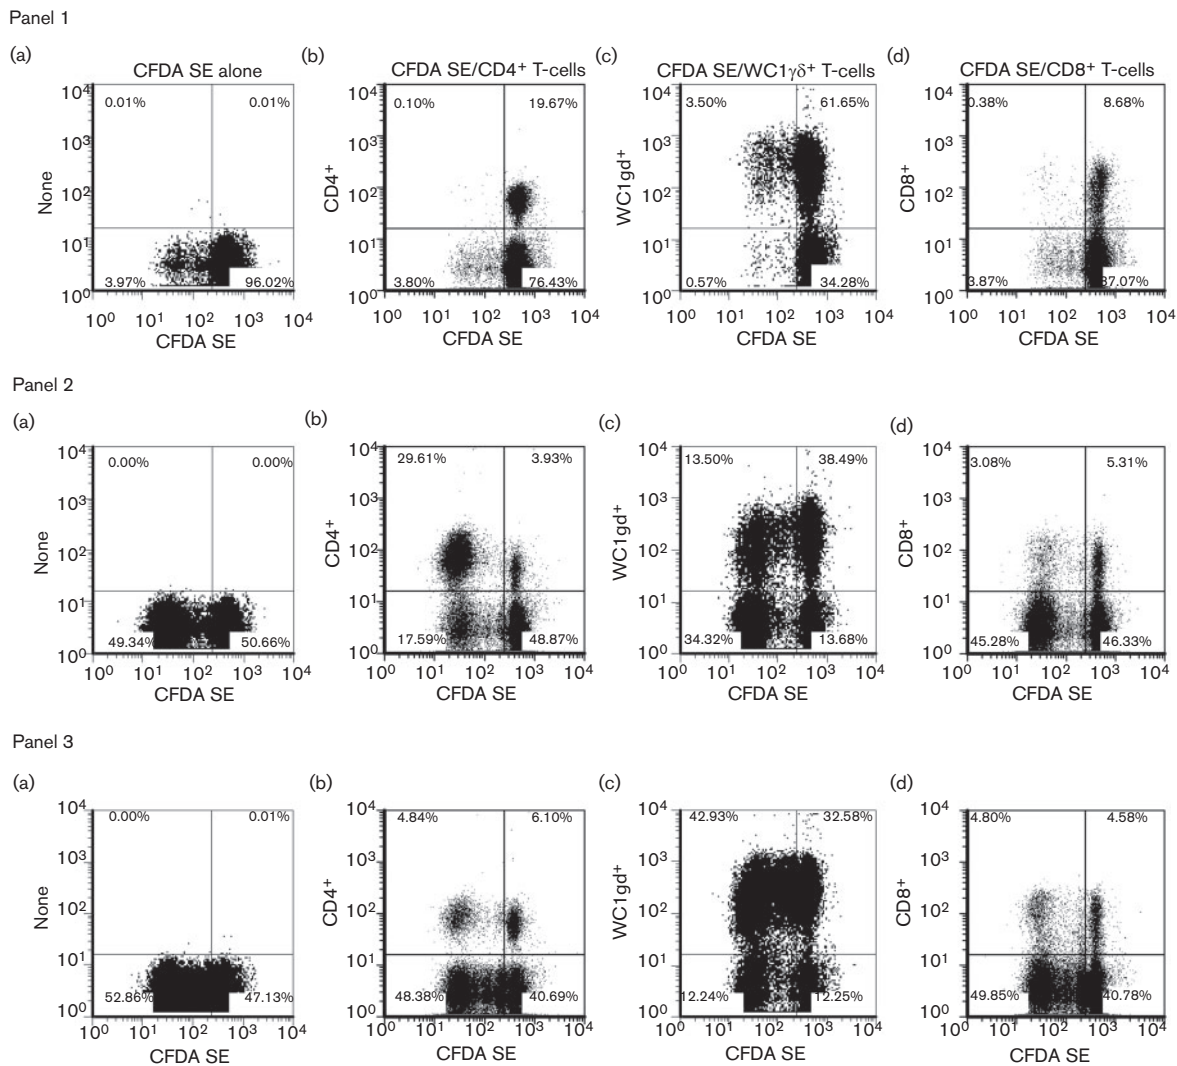 Panel 1
(a) (b) (c) (d)
CFDA SE alone CFDA SE/CD4⁺ T-cells CFDA SE/WC1γδ⁺ T-cells CFDA SE/CD8⁺ T-cells
10⁴ 0.01% 0.01% 10⁴ 0.10% 19.67% 10⁴ 3.50% 61.65% 10⁴ 0.38% 8.68%
10³ 10³ 10³ 10³
None CD4⁺ WC1gd⁺ CD8⁺
10² 10² 10² 10²
10¹ 10¹ 10¹ 10¹
3.97% 96.02% 3.80% 76.43% 0.57% 34.28% 3.87% 87.07%
10⁰ 10⁰ 10⁰ 10⁰
10⁰ 10¹ 10² 10³ 10⁴ 10⁰ 10¹ 10² 10³ 10⁴ 10⁰ 10¹ 10² 10³ 10⁴ 10⁰ 10¹ 10² 10³ 10⁴
CFDA SE CFDA SE CFDA SE CFDA SE
Panel 2
(a) (b) (c) (d)
10⁴ 0.00% 0.00% 10⁴ 29.61% 3.93% 10⁴ 13.50% 38.49% 10⁴ 3.08% 5.31%
10³ 10³ 10³ 10³
None CD4⁺ WC1gd⁺ CD8⁺
10² 10² 10² 10²
10¹ 10¹ 10¹ 10¹
49.34% 50.66% 17.59% 48.87% 34.32% 13.68% 45.28% 46.33%
10⁰ 10⁰ 10⁰ 10⁰
10⁰ 10¹ 10² 10³ 10⁴ 10⁰ 10¹ 10² 10³ 10⁴ 10⁰ 10¹ 10² 10³ 10⁴ 10⁰ 10¹ 10² 10³ 10⁴
CFDA SE CFDA SE CFDA SE CFDA SE
Panel 3
(a) (b) (c) (d)
10⁴ 0.00% 0.01% 10⁴ 4.84% 6.10% 10⁴ 42.93% 32.58% 10⁴ 4.80% 4.58%
10³ 10³ 10³ 10³
None CD4⁺ WC1gd⁺ CD8⁺
10² 10² 10² 10²
10¹ 10¹ 10¹ 10¹
52.86% 47.13% 48.38% 40.69% 12.24% 12.25% 49.85% 40.78%
10⁰ 10⁰ 10⁰ 10⁰
10⁰ 10¹ 10² 10³ 10⁴ 10⁰ 10¹ 10² 10³ 10⁴ 10⁰ 10¹ 10² 10³ 10⁴ 10⁰ 10¹ 10² 10³ 10⁴
CFDA SE CFDA SE CFDA SE CFDA SE